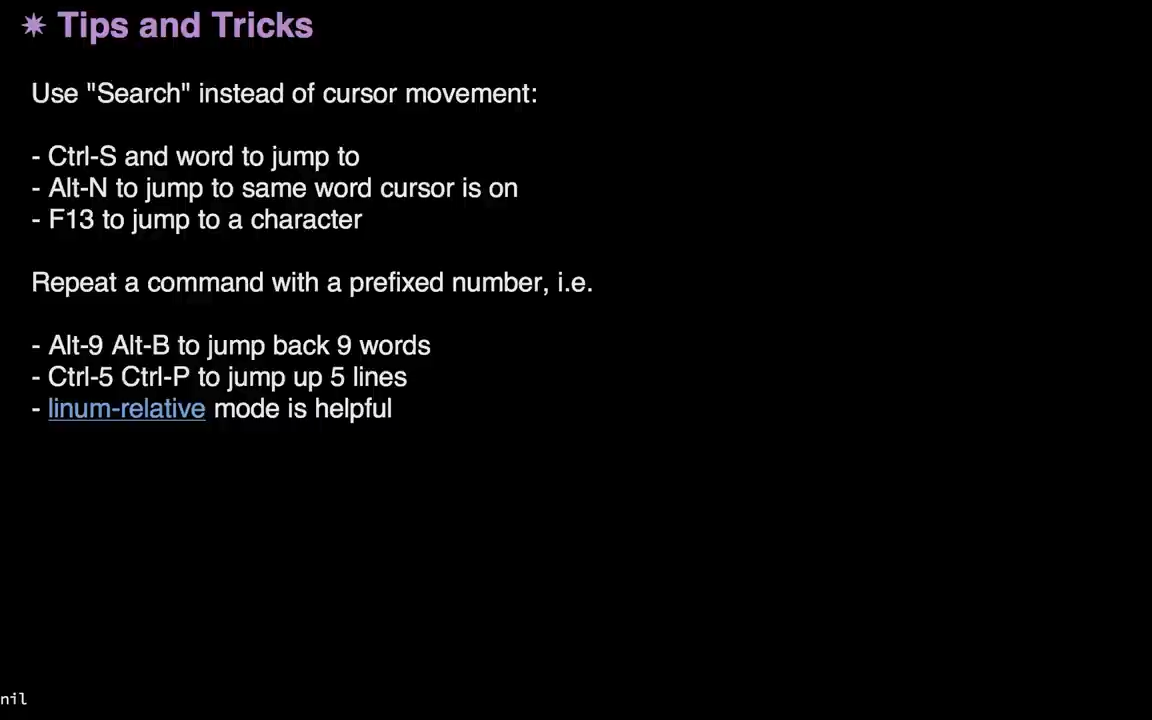 ✷ Tips and Tricks
Use "Search" instead of cursor movement:
- Ctrl-S and word to jump to
- Alt-N to jump to same word cursor is on
- F13 to jump to a character
Repeat a command with a prefixed number, i.e.
- Alt-9 Alt-B to jump back 9 words
- Ctrl-5 Ctrl-P to jump up 5 lines
- linum-relative mode is helpful
nil